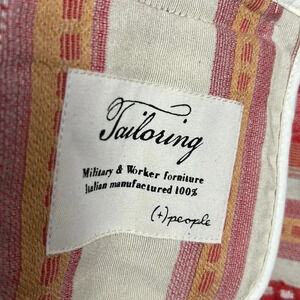 Tailoring
Military & Worker forniture
Italian manufactured 100%
(+) people